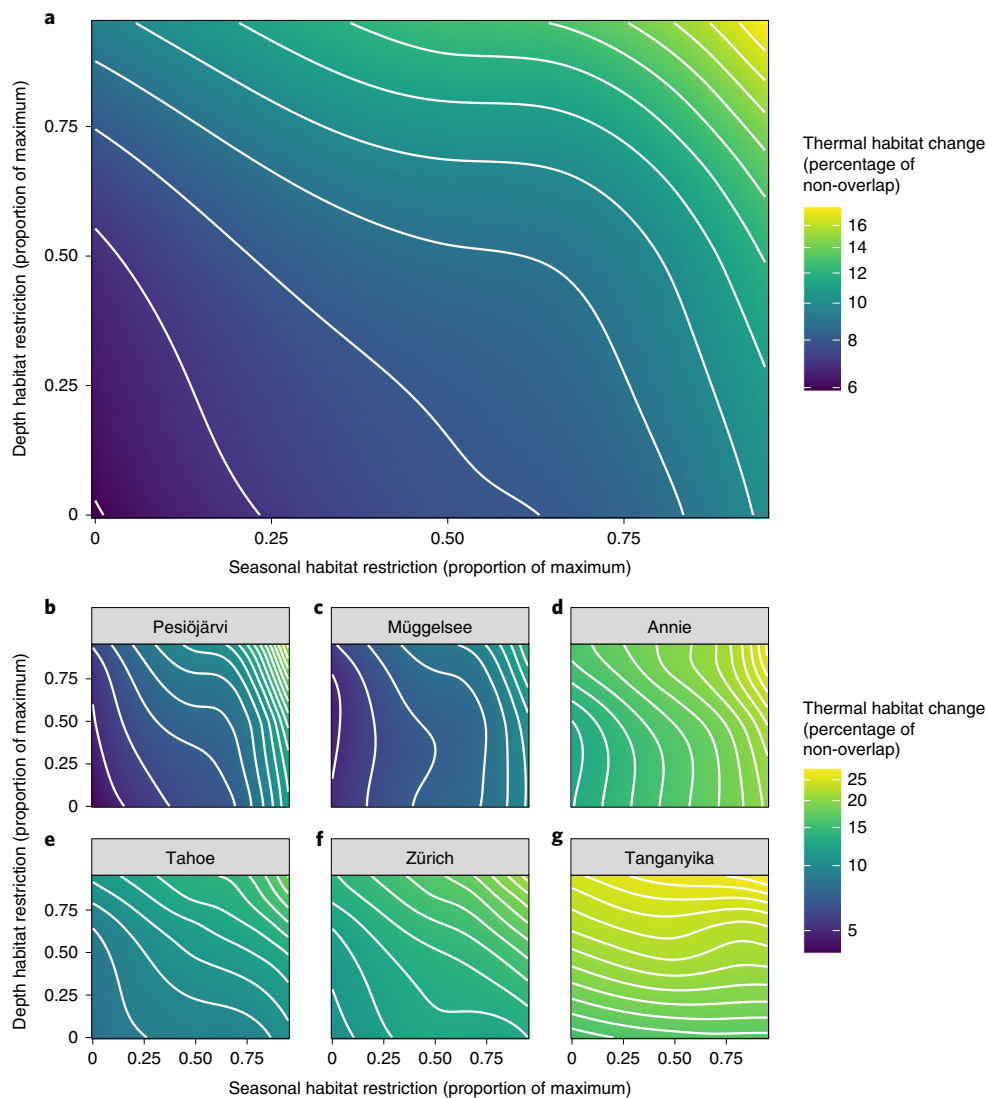 a
Depth habitat restriction (proportion of maximum)
0.75
0.50
0.25
0
0
0.25
0.50
0.75
Seasonal habitat restriction (proportion of maximum)
Thermal habitat change
(percentage of
non-overlap)
16
14
12
10
8
6
b
Pesiöjärvi
c
Müggelsee
d
Annie
Depth habitat restriction (proportion of maximum)
0.75
0.50
0.25
0
e
Tahoe
f
Zürich
g
Tanganyika
0.75
0.50
0.25
0
0
0.25
0.50
0.75
0
0.25
0.50
0.75
0
0.25
0.50
0.75
Seasonal habitat restriction (proportion of maximum)
Thermal habitat change
(percentage of
non-overlap)
25
20
15
10
5